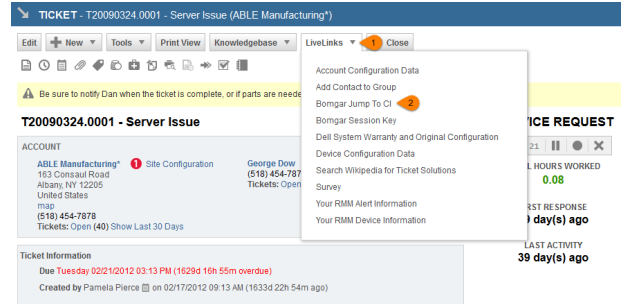 TICKET - T20090324.0001 - Server Issue (ABLE Manufacturing*)
Edit New Tools Print View Knowledgebase LiveLinks 1 Close
Account Configuration Data
Add Contact to Group
Bomgar Jump To CI 2
Bomgar Session Key
Dell System Warranty and Original Configuration
Device Configuration Data
Search Wikipedia for Ticket Solutions
Survey
Your RMM Alert Information
Your RMM Device Information
Be sure to notify Dan when the ticket is complete, or if parts are neede
T20090324.0001 - Server Issue
ICE REQUEST
ACCOUNT
ABLE Manufacturing* 1 Site Configuration
163 Consaul Road
Albany, NY 12205
United States
map
(518) 454-7878
Tickets: Open (40) Show Last 30 Days
George Dow
(518) 454-787
Tickets: Open
21
L HOURS WORKED
0.08
RST RESPONSE
day(s) ago
LAST ACTIVITY
39 day(s) ago
Ticket Information
Due Tuesday 02/21/2012 03:13 PM (1629d 16h 55m overdue)
Created by Pamela Pierce on 02/17/2012 09:13 AM (1633d 22h 54m ago)